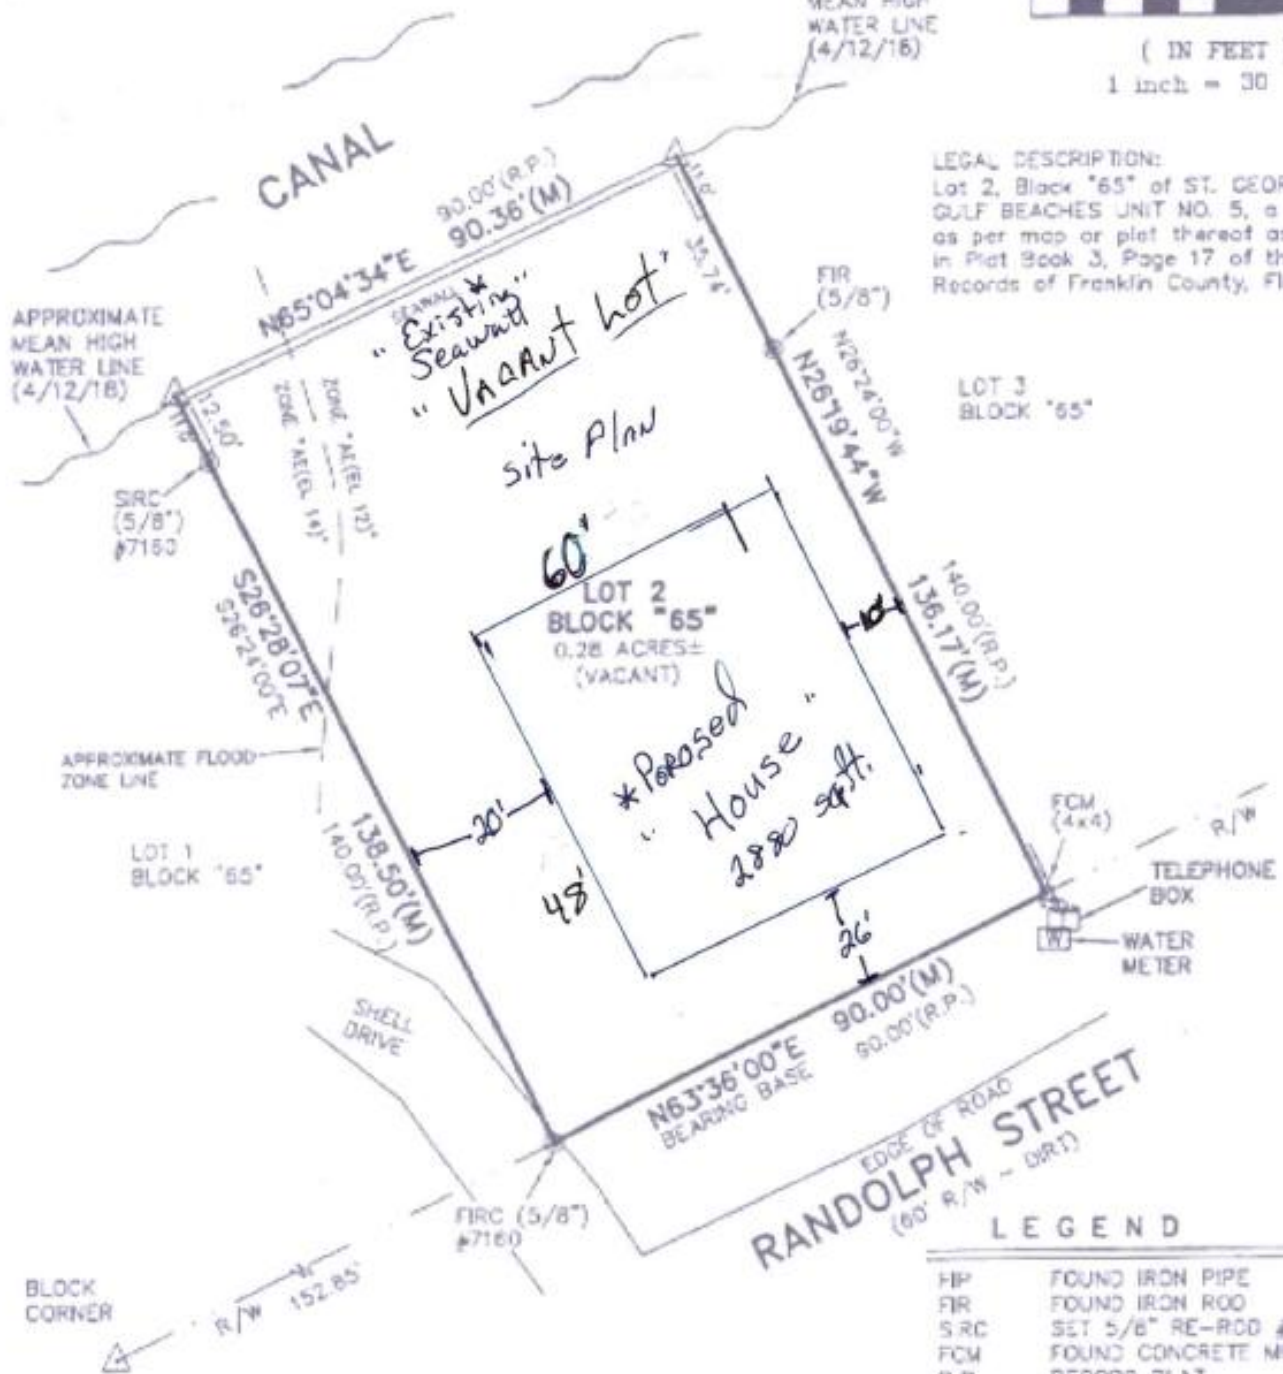 MEAN HIGH
WATER LINE
(4/12/18)
( IN FEET
1 inch = 30
CANAL
90.00'(R.P.)
90.36'(M)
N65°04'34"E
SEAWALL
"Existing"
Seawall
"VACANT Lot"
site Plan
11.0'
35.74'
FIR
(5/8")
LEGAL DESCRIPTION:
Lot 2, Block "65" of ST. GEOR
GULF BEACHES UNIT NO. 5, a
as per map or plat thereof as
in Plat Book 3, Page 17 of th
Records of Franklin County, Fl
APPROXIMATE
MEAN HIGH
WATER LINE
(4/12/18)
12.50'
ZONE "AE(EL 12)"
ZONE "AE(EL 14)"
N26°24'00"W
N26°19'44"W
LOT 3
BLOCK "65"
SIRC
(5/8")
#7160
S26°28'07"E
S26°24'00"E
60'
LOT 2
BLOCK "65"
0.28 ACRES±
(VACANT)
10'
140.00'(R.P.)
136.17'(M)
*Porosed
"House"
2880 sqft.
APPROXIMATE FLOOD
ZONE LINE
20'
138.50'(M)
140.00'(R.P.)
LOT 1
BLOCK "65"
48'
26'
FCM
(4x4)
R/W
TELEPHONE
BOX
W
WATER
METER
SHELL
DRIVE
90.00'(M)
90.00'(R.P.)
N63°36'00"E
BEARING BASE
EDGE OF ROAD
RANDOLPH STREET
(60' R/W - DIRT)
FIRC (5/8")
#7160
BLOCK
CORNER
R/W 152.85'
LEGEND
FIP FOUND IRON PIPE
FIR FOUND IRON ROD
SRC SET 5/8" RE-ROD
FCM FOUND CONCRETE M